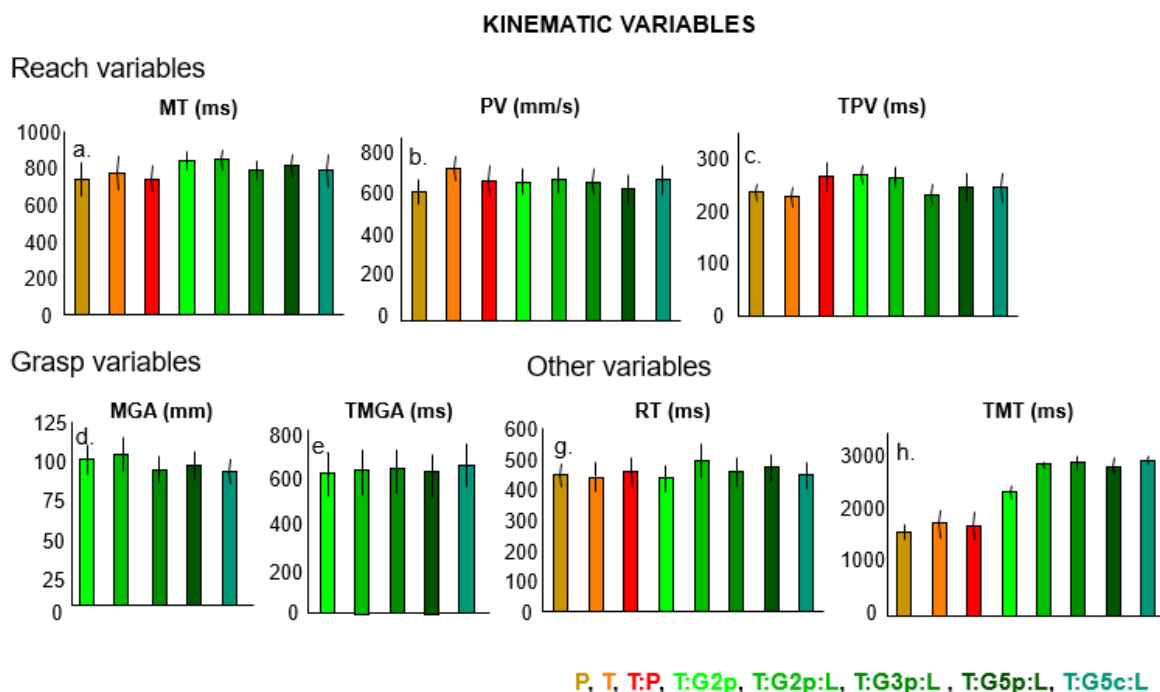 KINEMATIC VARIABLES
Reach variables
MT (ms)
a.
1000
800
600
400
200
0
PV (mm/s)
b.
800
600
400
200
0
TPV (ms)
c.
300
200
100
0
Grasp variables
MGA (mm)
d.
125
100
75
50
25
0
TMGA (ms)
e.
800
600
400
200
0
Other variables
RT (ms)
g.
600
500
400
300
200
100
0
TMT (ms)
h.
3000
2000
1000
0
P, T, T:P, T:G2p, T:G2p:L, T:G3p:L , T:G5p:L, T:G5c:L